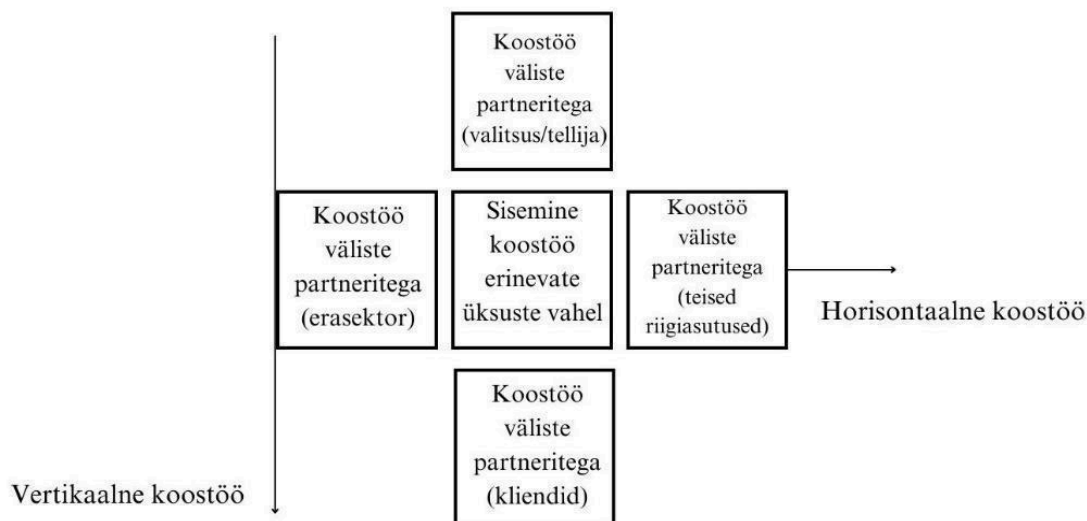 Koostöö
väliste
partneritega
(valitsus/tellija)
Koostöö
väliste
partneritega
(erasektor)
Sisemine
koostöö
erinevate
üksuste vahel
Koostöö
väliste
partneritega
(teised
riigiasutused)
Horisontaalne koostöö
Koostöö
väliste
partneritega
(kliendid)
Vertikaalne koostöö